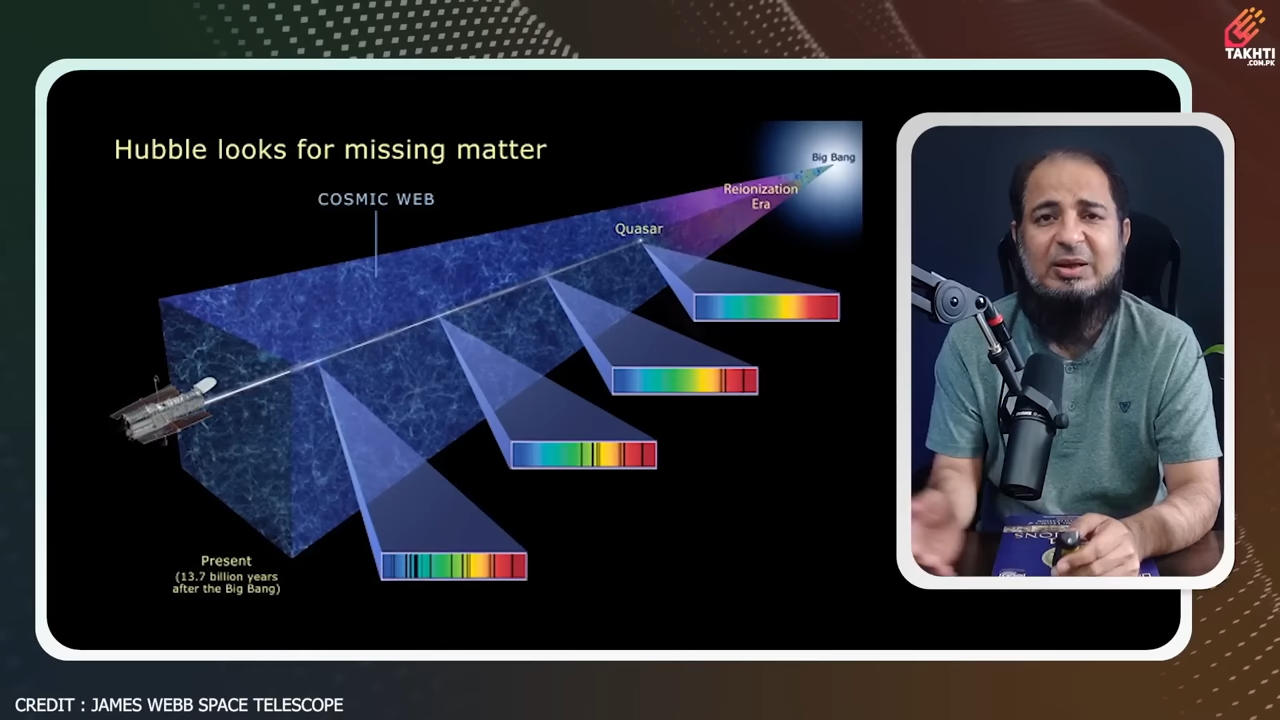 TAKHTI
.COM.PK
Hubble looks for missing matter
COSMIC WEB
Big Bang
Reionization
Era
Quasar
Present
(13.7 billion years
after the Big Bang)
CREDIT : JAMES WEBB SPACE TELESCOPE